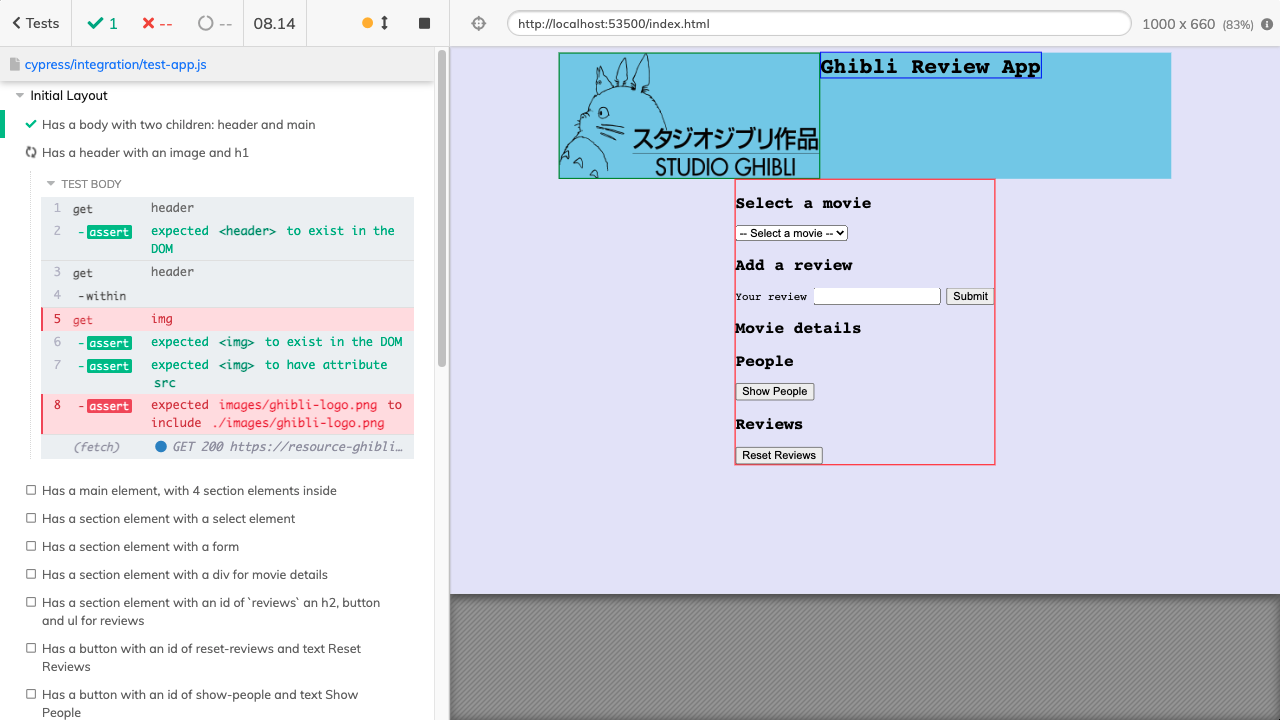 Tests 1 -- -- 08.14
cypress/integration/test-app.js
Initial Layout
Has a body with two children: header and main
Has a header with an image and h1
TEST BODY
1 get header
2 -assert expected <header> to exist in the
DOM
3 get header
4 -within
5 get img
6 -assert expected <img> to exist in the DOM
7 -assert expected <img> to have attribute
src
8 -assert expected images/ghibli-logo.png to
include ./images/ghibli-logo.png
(fetch) GET 200 https://resource-ghibli…
Has a main element, with 4 section elements inside
Has a section element with a select element
Has a section element with a form
Has a section element with a div for movie details
Has a section element with an id of `reviews` an h2, button
and ul for reviews
Has a button with an id of reset-reviews and text Reset
Reviews
Has a button with an id of show-people and text Show
People
http://localhost:53500/index.html 1000 x 660 (83%)
スタジオジブリ作品
STUDIO GHIBLI
Ghibli Review App
Select a movie
-- Select a movie --
Add a review
Your review Submit
Movie details
People
Show People
Reviews
Reset Reviews